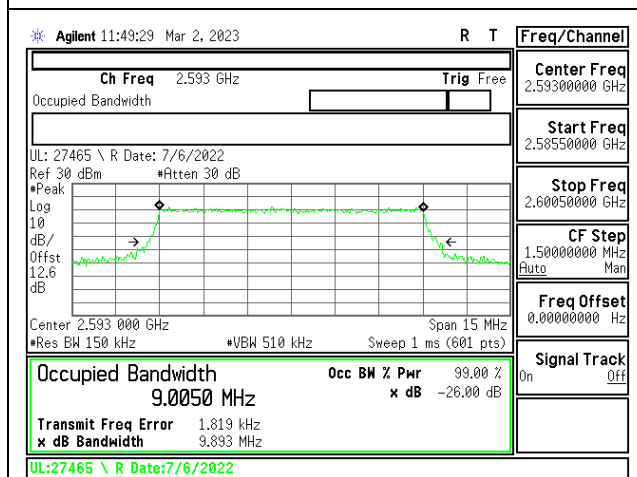 Agilent 11:49:29 Mar 2, 2023 R T
Freq/Channel
Ch Freq 2.593 GHz Trig Free
Occupied Bandwidth
Center Freq
2.59300000 GHz
Start Freq
2.58550000 GHz
Stop Freq
2.60050000 GHz
CF Step
1.50000000 MHz
Auto Man
Freq Offset
0.00000000 Hz
Signal Track
On Off
UL: 27465 \ R Date: 7/6/2022
Ref 30 dBm #Atten 30 dB
#Peak
Log
10
dB/
Offst
12.6
dB
Center 2.593 000 GHz Span 15 MHz
#Res BW 150 kHz #VBW 510 kHz Sweep 1 ms (601 pts)
Occupied Bandwidth Occ BW % Pwr 99.00 %
9.0050 MHz x dB -26.00 dB
Transmit Freq Error 1.819 kHz
x dB Bandwidth 9.893 MHz
UL:27465 \ R Date:7/6/2022